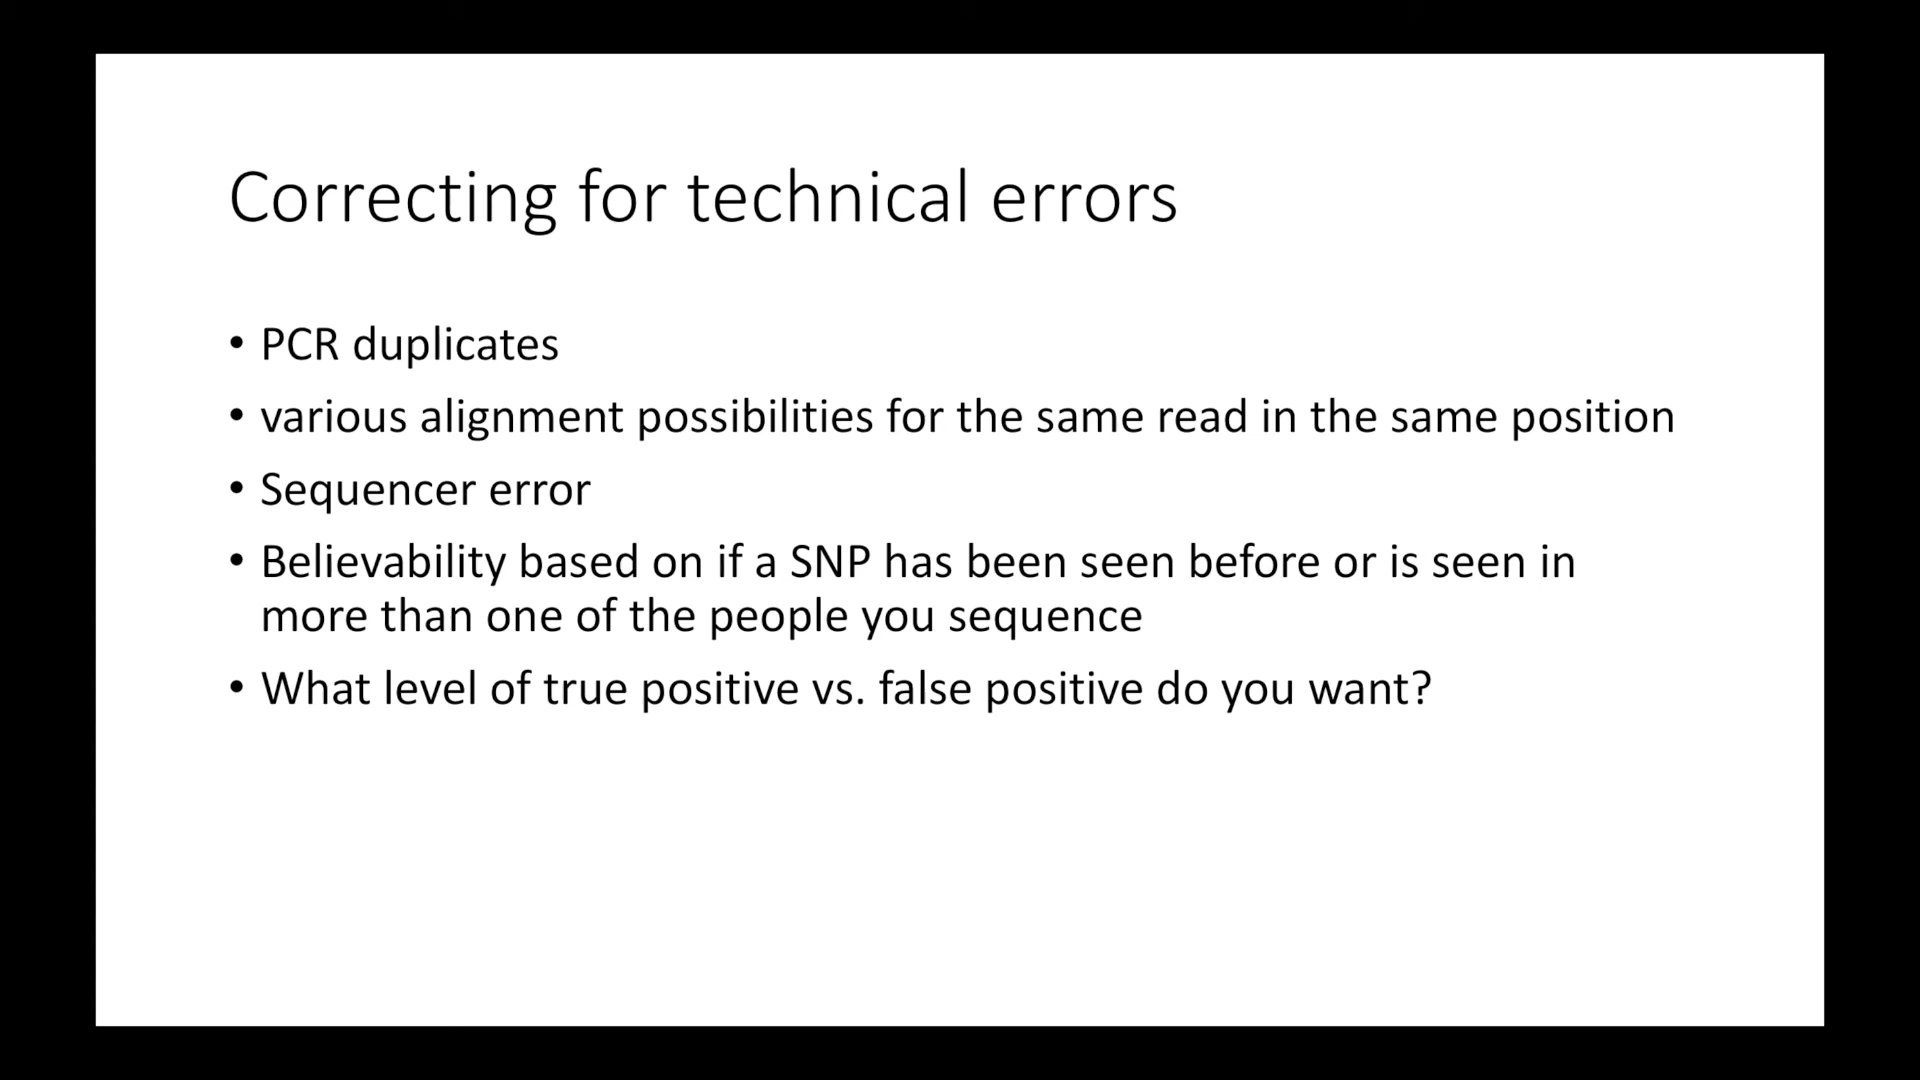 Correcting for technical errors
• PCR duplicates
• various alignment possibilities for the same read in the same position
• Sequencer error
• Believability based on if a SNP has been seen before or is seen in
more than one of the people you sequence
• What level of true positive vs. false positive do you want?